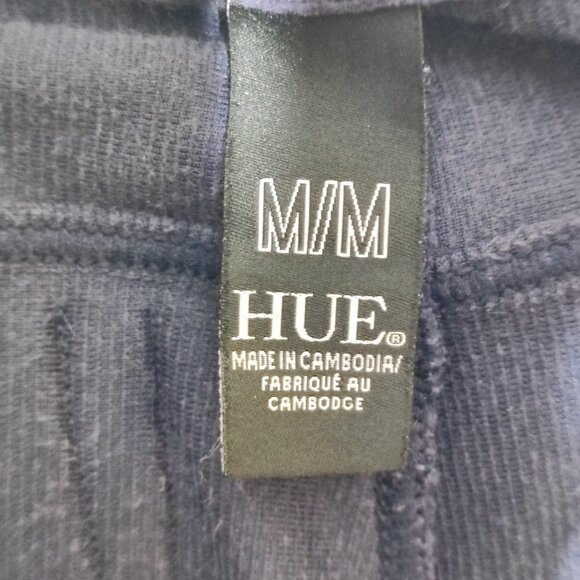 M/M
HUE®
MADE IN CAMBODIA/
FABRIQUÉ AU
CAMBODGE